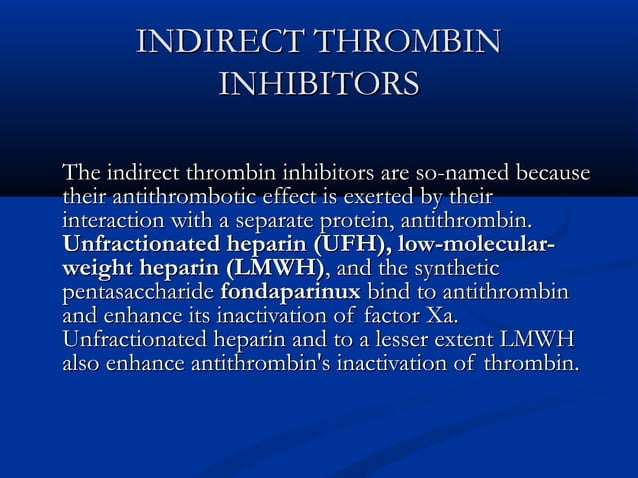 INDIRECT THROMBIN
INHIBITORS
The indirect thrombin inhibitors are so-named because
their antithrombotic effect is exerted by their
interaction with a separate protein, antithrombin.
Unfractionated heparin (UFH), low-molecular-
weight heparin (LMWH), and the synthetic
pentasaccharide fondaparinux bind to antithrombin
and enhance its inactivation of factor Xa.
Unfractionated heparin and to a lesser extent LMWH
also enhance antithrombin's inactivation of thrombin.